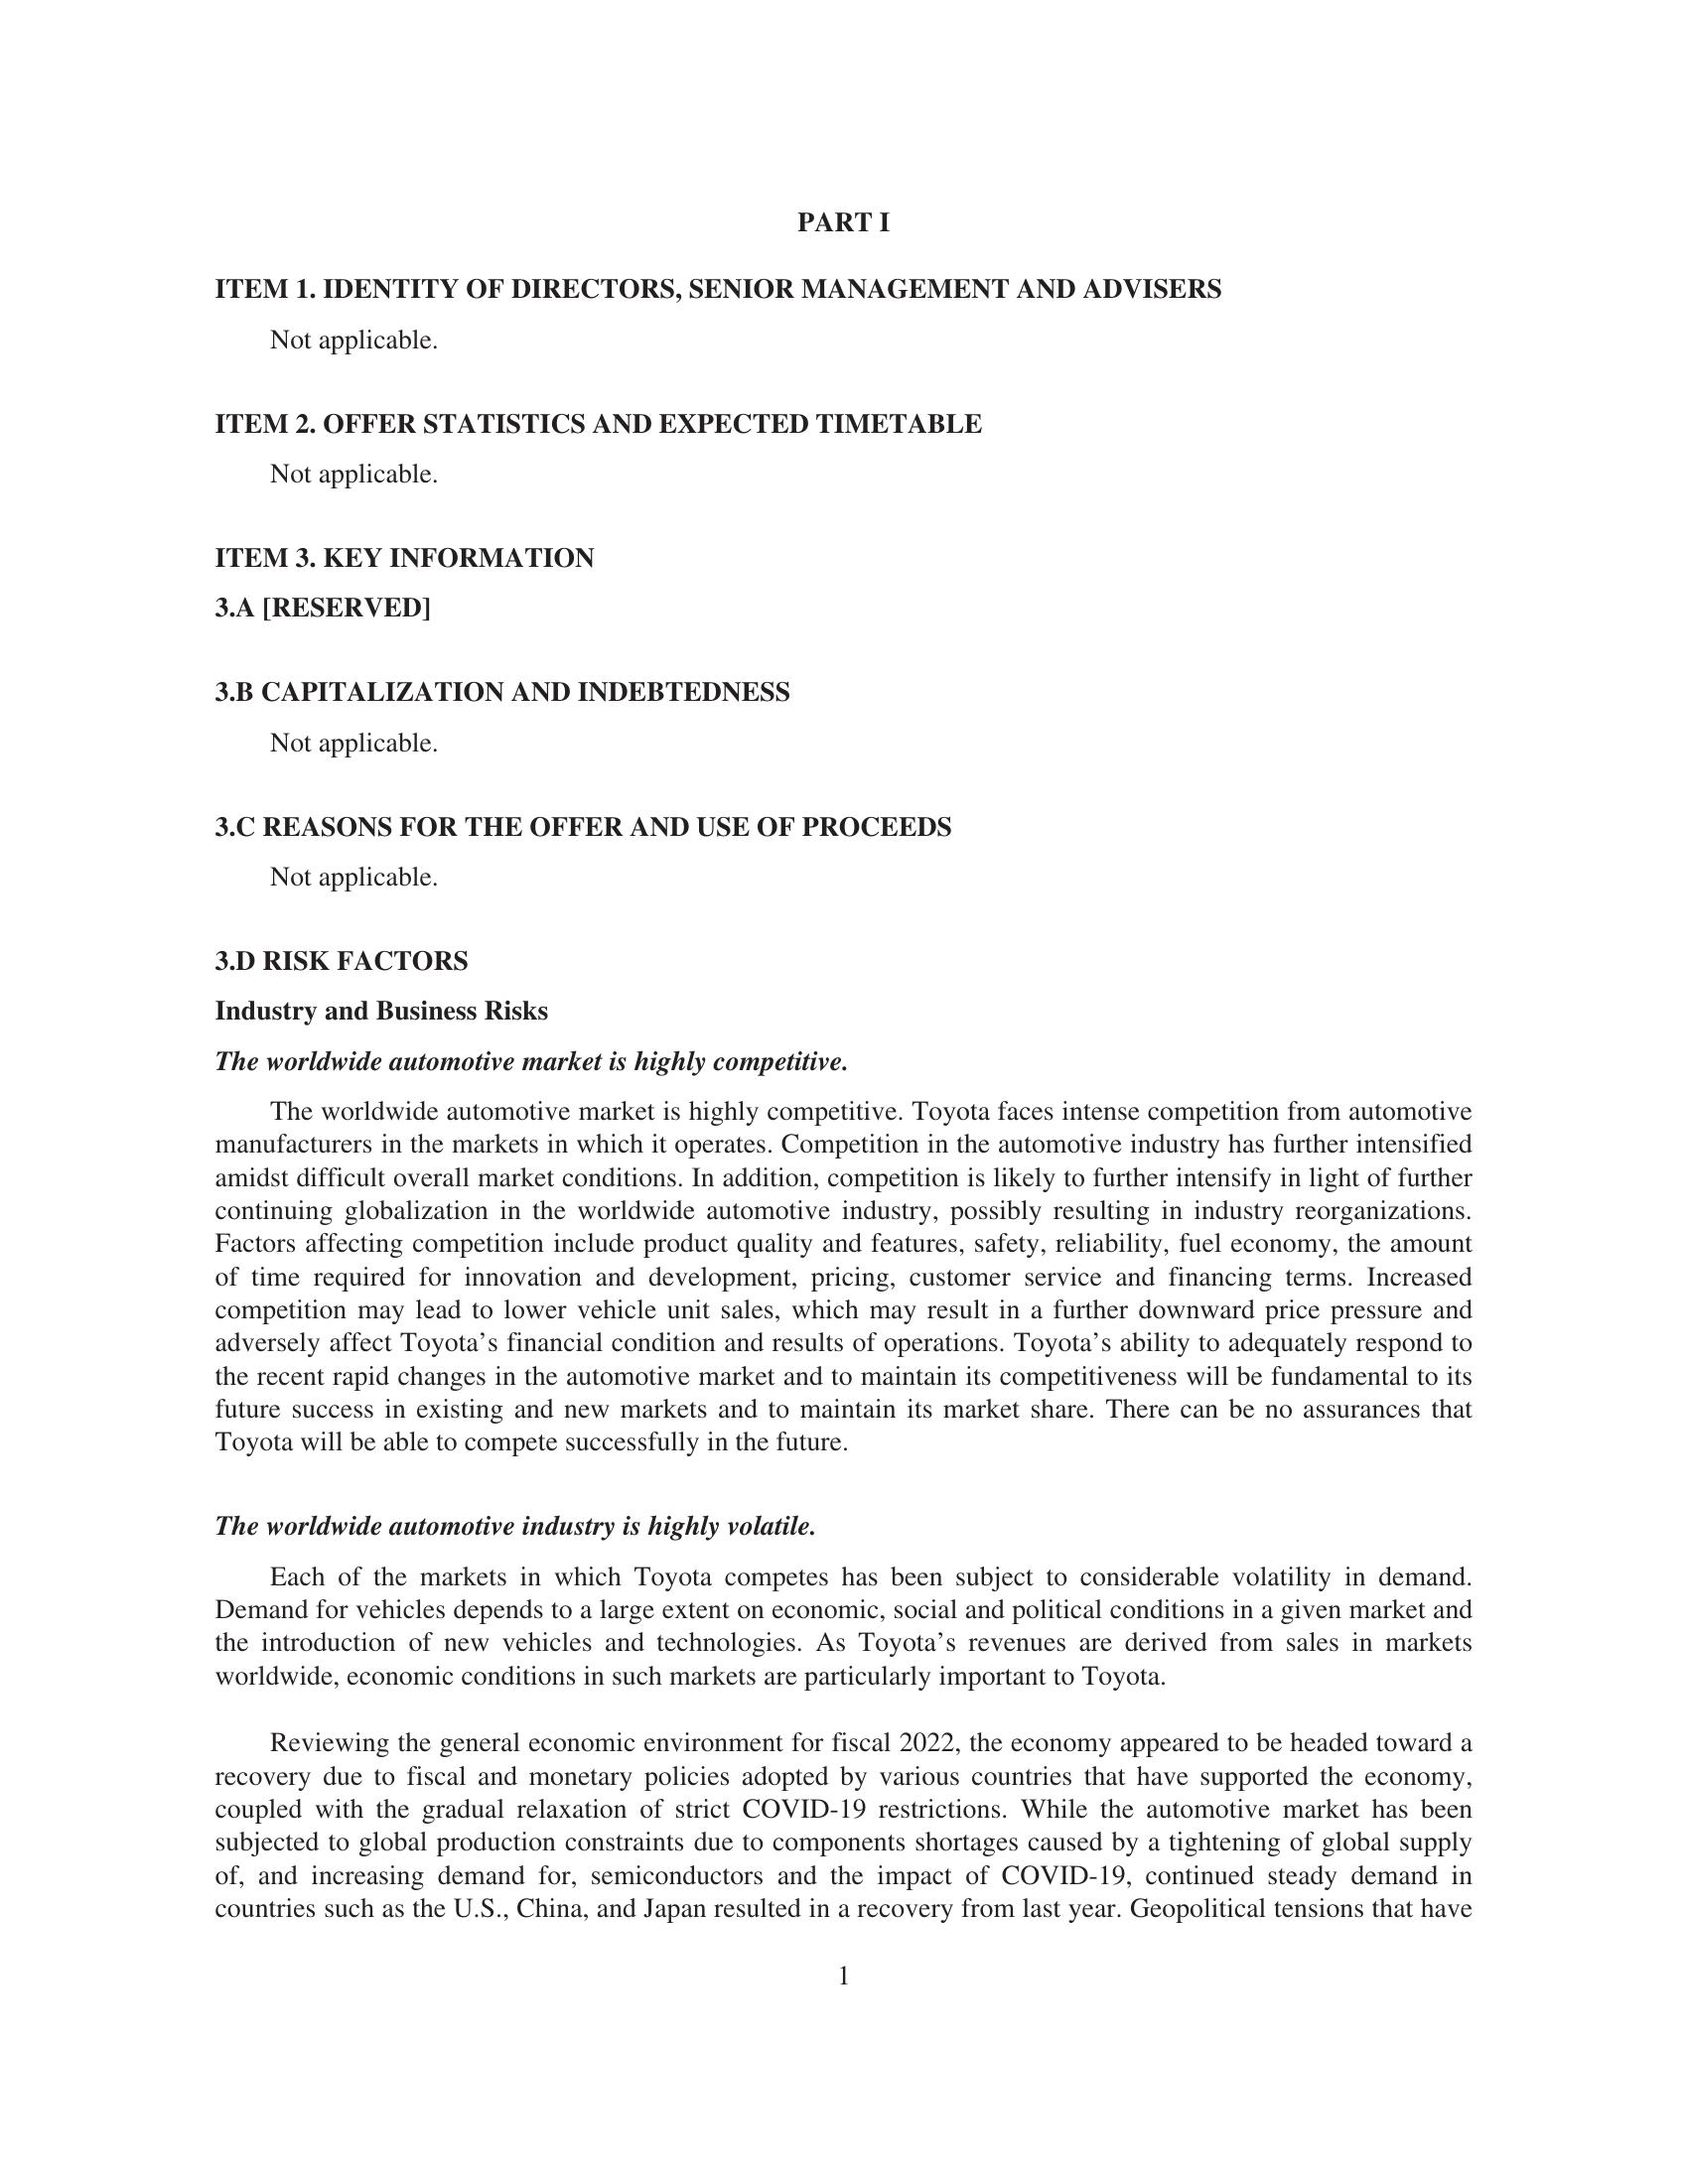 PART I
ITEM 1. IDENTITY OF DIRECTORS, SENIOR MANAGEMENT AND ADVISERS
Not applicable.
ITEM 2. OFFER STATISTICS AND EXPECTED TIMETABLE
Not applicable.
ITEM 3. KEY INFORMATION
3.A [RESERVED]
3.B CAPITALIZATION AND INDEBTEDNESS
Not applicable.
3.C REASONS FOR THE OFFER AND USE OF PROCEEDS
Not applicable.
3.D RISK FACTORS
Industry and Business Risks
The worldwide automotive market is highly competitive.
The worldwide automotive market is highly competitive. Toyota faces intense competition from automotive
manufacturers in the markets in which it operates. Competition in the automotive industry has further intensified
amidst difficult overall market conditions. In addition, competition is likely to further intensify in light of further
continuing globalization in the worldwide automotive industry, possibly resulting in industry reorganizations.
Factors affecting competition include product quality and features, safety, reliability, fuel economy, the amount
of time required for innovation and development, pricing, customer service and financing terms. Increased
competition may lead to lower vehicle unit sales, which may result in a further downward price pressure and
adversely affect Toyota’s financial condition and results of operations. Toyota’s ability to adequately respond to
the recent rapid changes in the automotive market and to maintain its competitiveness will be fundamental to its
future success in existing and new markets and to maintain its market share. There can be no assurances that
Toyota will be able to compete successfully in the future.
The worldwide automotive industry is highly volatile.
Each of the markets in which Toyota competes has been subject to considerable volatility in demand.
Demand for vehicles depends to a large extent on economic, social and political conditions in a given market and
the introduction of new vehicles and technologies. As Toyota’s revenues are derived from sales in markets
worldwide, economic conditions in such markets are particularly important to Toyota.
Reviewing the general economic environment for fiscal 2022, the economy appeared to be headed toward a
recovery due to fiscal and monetary policies adopted by various countries that have supported the economy,
coupled with the gradual relaxation of strict COVID-19 restrictions. While the automotive market has been
subjected to global production constraints due to components shortages caused by a tightening of global supply
of, and increasing demand for, semiconductors and the impact of COVID-19, continued steady demand in
countries such as the U.S., China, and Japan resulted in a recovery from last year. Geopolitical tensions that have
1